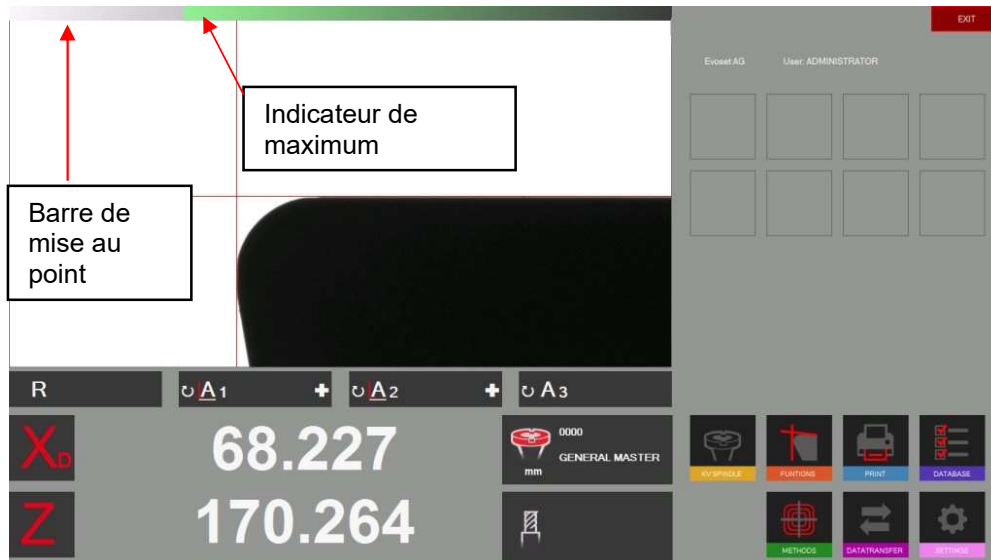 EXIT
Evoset AG User: ADMINISTRATOR
Indicateur de
maximum
Barre de
mise au
point
R
A1
A2
A3
XD
68.227
0000
GENERAL MASTER
mm
Z
170.264
KV SPINDLE
FUNTIONS
PRINT
DATABASE
METHODS
DATATRANSFER
SETTINGS